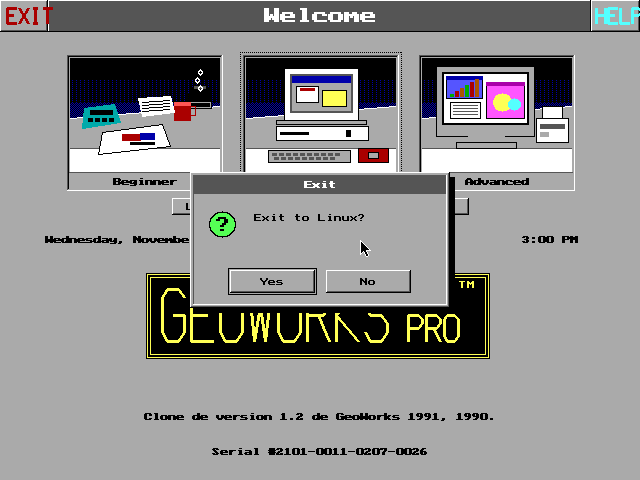 EXIT Welcome HELP
Beginner Advanced
Exit
Exit to Linux?
Wednesday, 3:00 PM
Yes No
GEOWORKS PRO ™
Clone de version 1.2 de GeoWorks 1991, 1990.
Serial #2101-0011-0207-0026